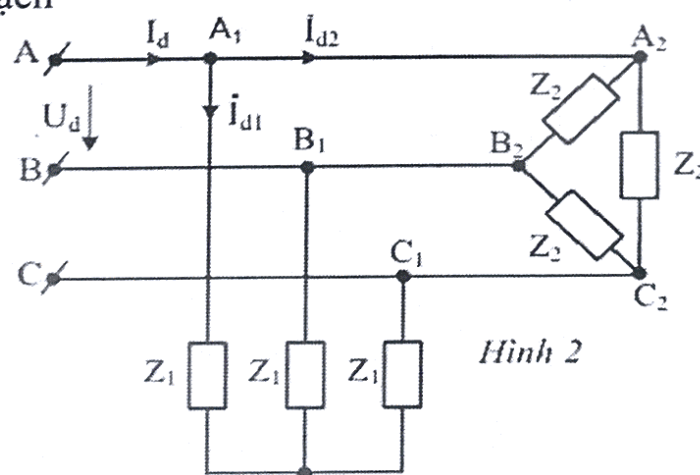 A I_d A₁ İ_d2 A₂
U_d İ_d1 Z₂
B B₁ B₂ Z₂
Z₂
C C₁ C₂
Z₁ Z₁ Z₁ Hình 2